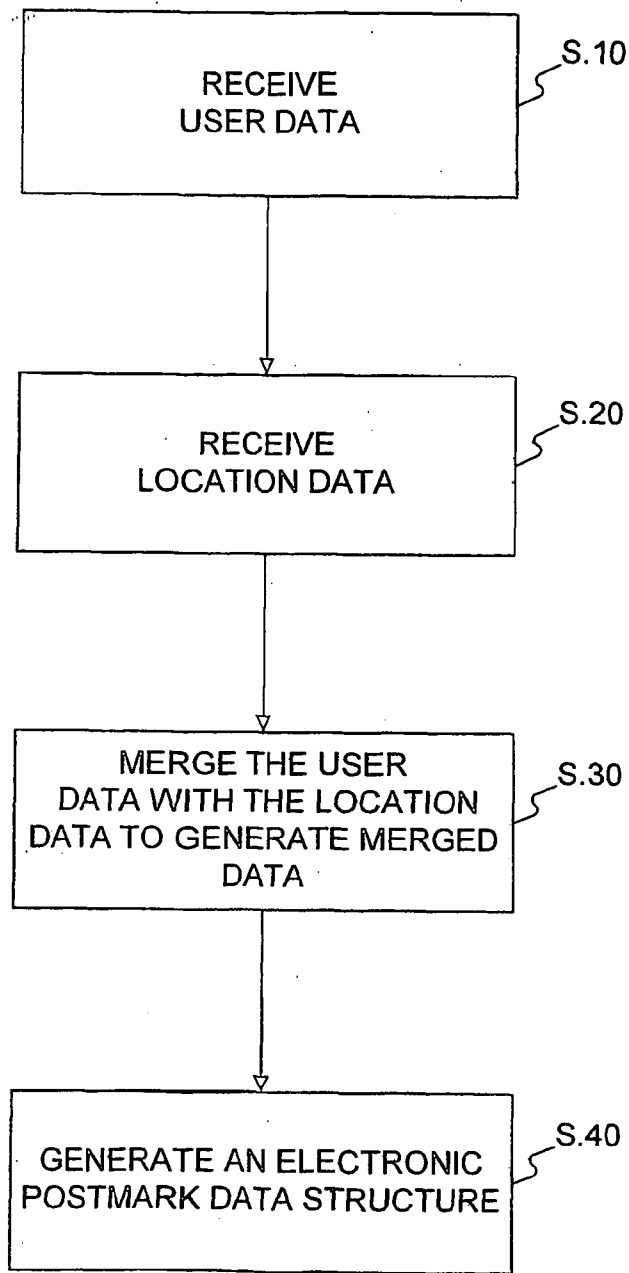 S.10
RECEIVE
USER DATA
S.20
RECEIVE
LOCATION DATA
S.30
MERGE THE USER
DATA WITH THE LOCATION
DATA TO GENERATE MERGED
DATA
S.40
GENERATE AN ELECTRONIC
POSTMARK DATA STRUCTURE